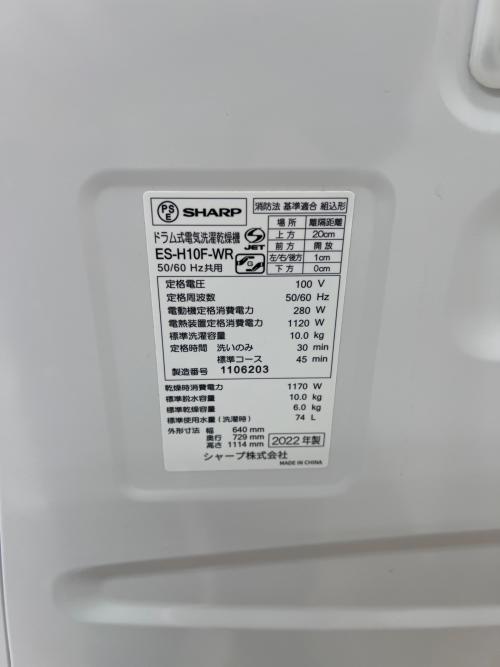 PSE SHARP
消防法 基準適合 組込形
ドラム式電気洗濯乾燥機
ES-H10F-WR
50/60 Hz共用
S JET
G
場所 離隔距離
上方 20cm
前方 開放
左/右/後方 1cm
下方 0cm
定格電圧 100 V
定格周波数 50/60 Hz
電動機定格消費電力 280 W
電熱装置定格消費電力 1120 W
標準洗濯容量 10.0 kg
定格時間 洗いのみ 30 min
標準コース 45 min
製造番号 1106203
乾燥時消費電力 1170 W
標準脱水容量 10.0 kg
標準乾燥容量 6.0 kg
標準使用水量 (洗濯時) 74 L
外形寸法 幅 640 mm
奥行 729 mm
高さ 1114 mm
2022 年製
シャープ株式会社
MADE IN CHINA